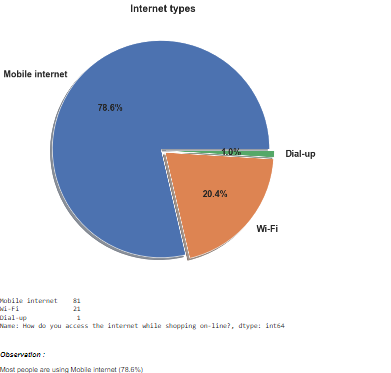 Internet types
Mobile internet
78.6%
1.0%
Dial-up
20.4%
Wi-Fi
Mobile internet 81
Wi-Fi 21
Dial-up 1
Name: How do you access the internet while shopping on-line?, dtype: int64
Observation :
Most people are using Mobile internet (78.6%)